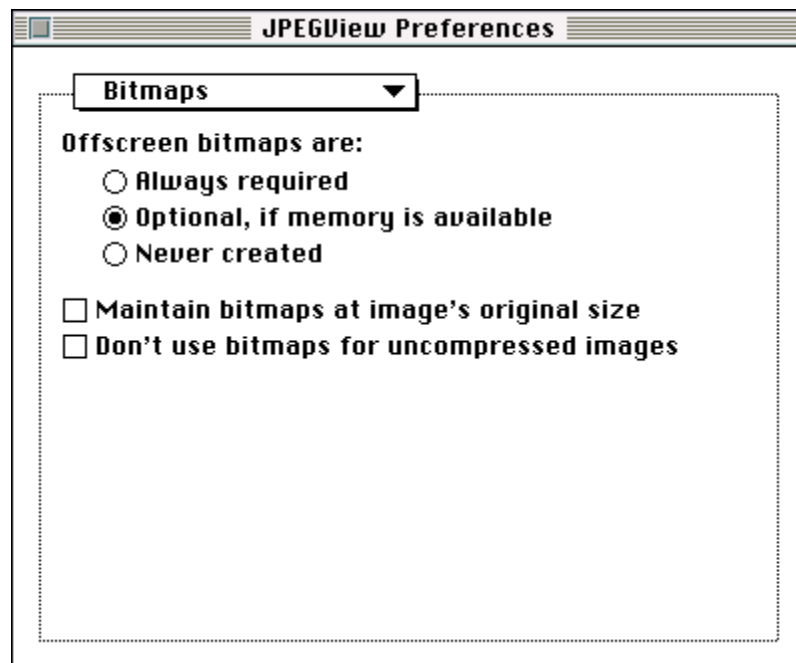 JPEGView Preferences
Bitmaps
Offscreen bitmaps are:
Always required
Optional, if memory is available
Never created
Maintain bitmaps at image's original size
Don't use bitmaps for uncompressed images